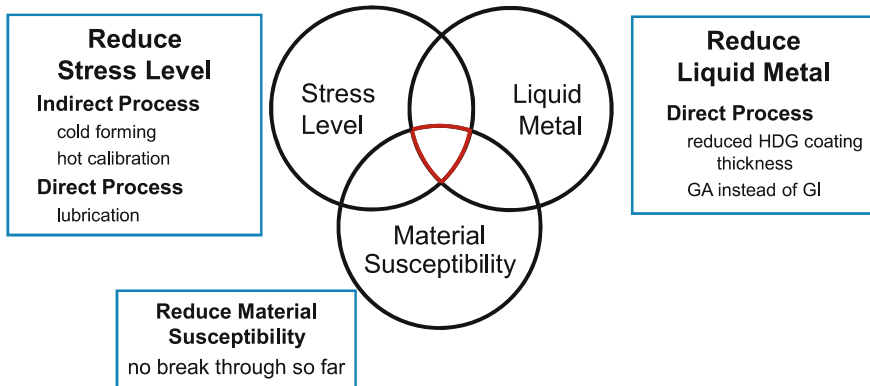 Reduce
Stress Level
Indirect Process
cold forming
hot calibration
Direct Process
lubrication
Stress
Level
Liquid
Metal
Material
Susceptibility
Reduce
Liquid Metal
Direct Process
reduced HDG coating
thickness
GA instead of GI
Reduce Material
Susceptibility
no break through so far